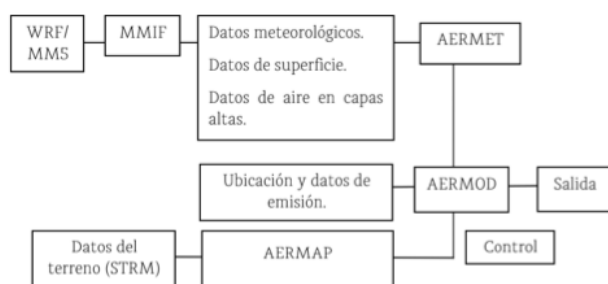 WRF/
MMS
MMIF
Datos meteorológicos.
Datos de superficie.
Datos de aire en capas
altas.
AERMET
Ubicación y datos de
emisión.
AERMOD
Salida
Datos del
terreno (STRM)
AERMAP
Control